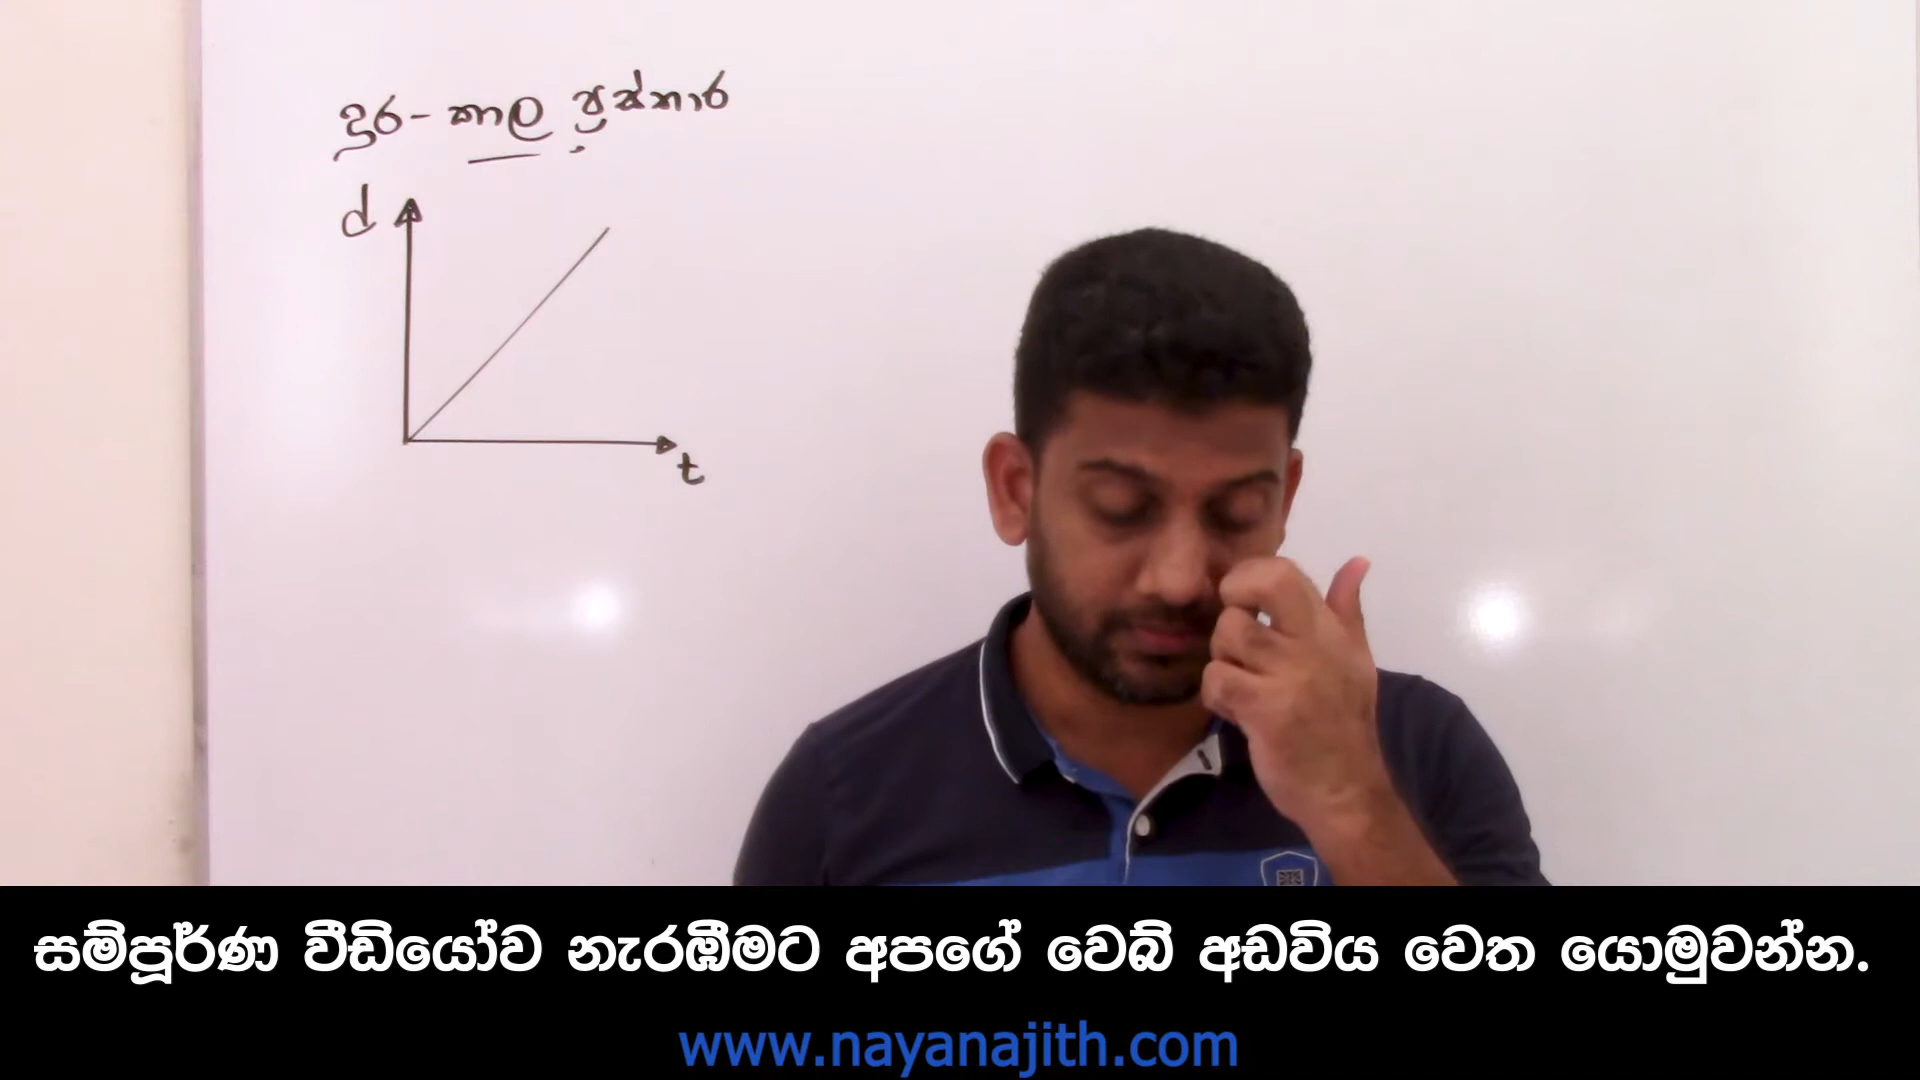 දුර - කාල ප්‍රස්තාර
d
t
සම්පූර්ණ වීඩියෝව නැරඹීමට අපගේ වෙබ් අඩවිය වෙත යොමුවන්න.
www.nayanajith.com